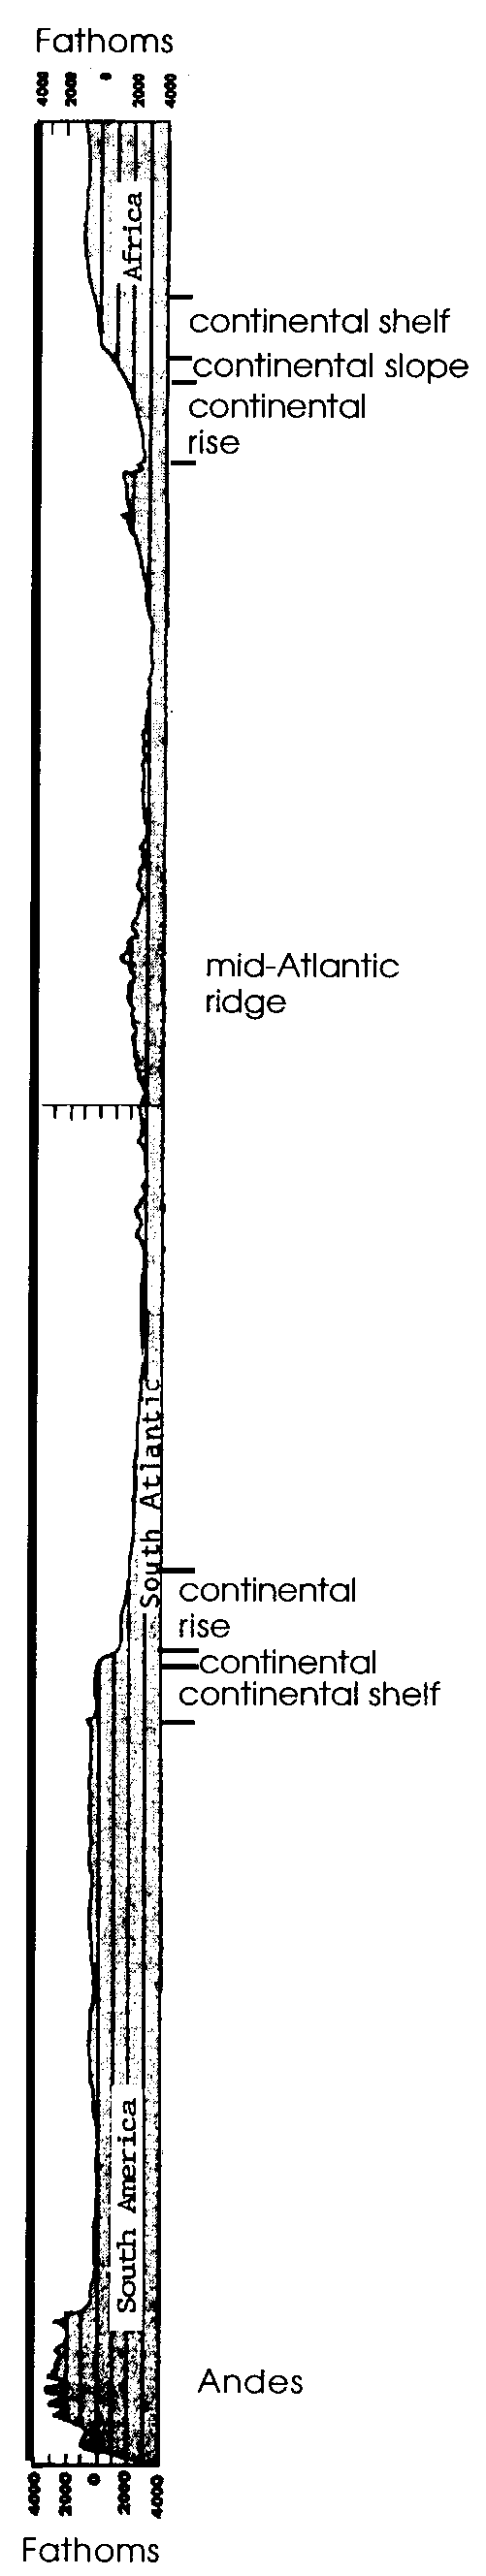 Fathoms
4000 2000 0 2000 4000
Africa
continental shelf
continental slope
continental
rise
mid-Atlantic
ridge
South Atlantic
continental
rise
continental
continental shelf
South America
Andes
4000 2000 0 2000 4000
Fathoms